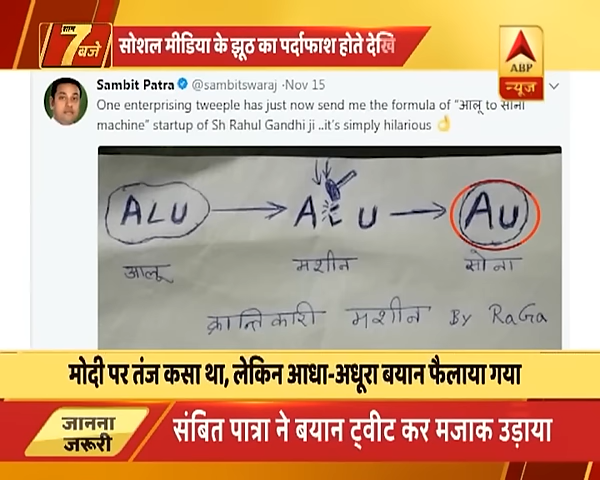 शाम
7 बजे
सोशल मीडिया के झूठ का पर्दाफाश होते देखि
ABP
न्यूज़
Sambit Patra @sambitswaraj · Nov 15
One enterprising tweeple has just now send me the formula of "आलू to सोना
machine" startup of Sh Rahul Gandhi ji ..it's simply hilarious 👌
ALU → ALU → Au
आलू मशीन सोना
क्रान्तिकारी मशीन By RaGa
मोदी पर तंज कसा था, लेकिन आधा-अधूरा बयान फैलाया गया
जानना
जरूरी
संबित पात्रा ने बयान ट्वीट कर मजाक उड़ाया